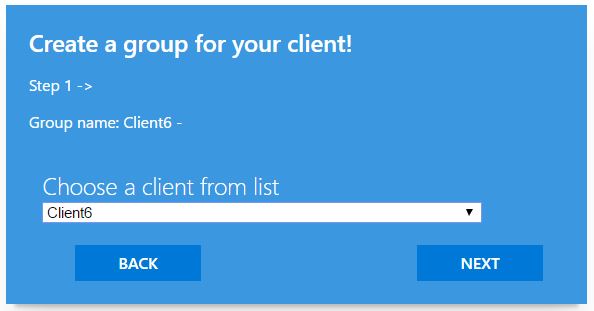 Create a group for your client!
Step 1 ->
Group name: Client6 -
Choose a client from list
Client6
BACK
NEXT